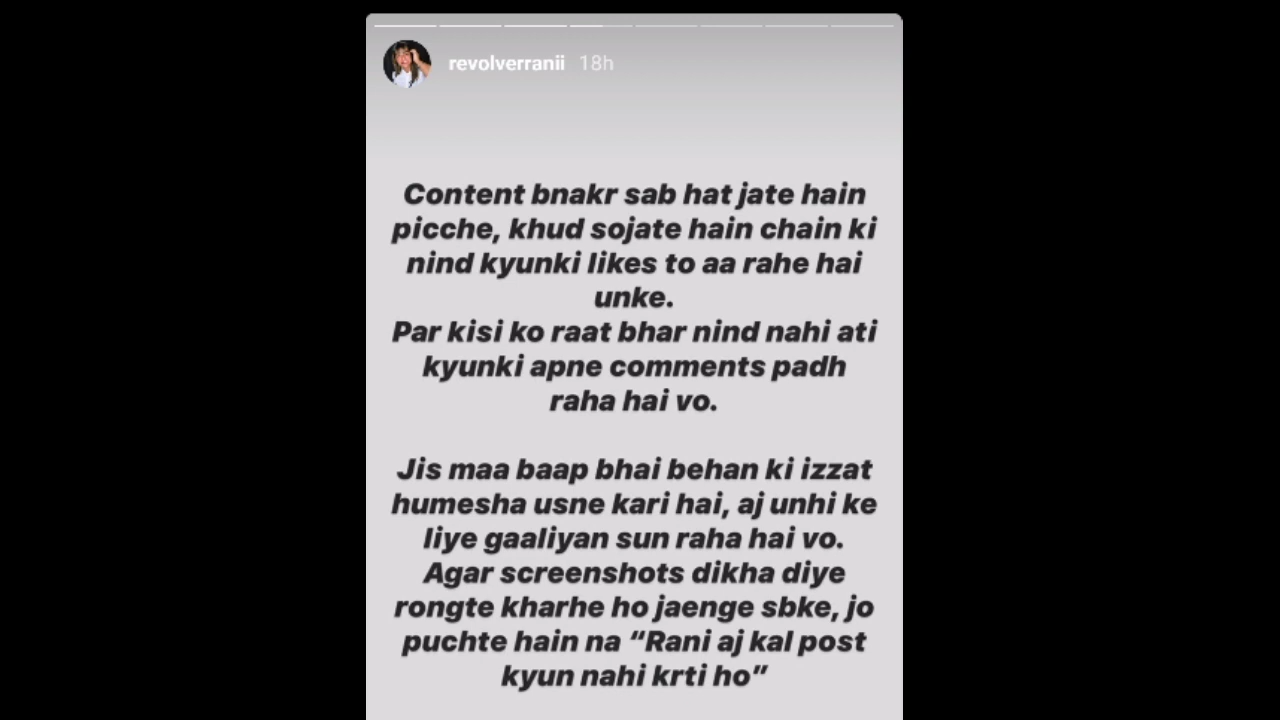 revolverranii 18h
Content bnakr sab hat jate hain
picche, khud sojate hain chain ki
nind kyunki likes to aa rahe hai
unke.
Par kisi ko raat bhar nind nahi ati
kyunki apne comments padh
raha hai vo.
Jis maa baap bhai behan ki izzat
humesha usne kari hai, aj unhi ke
liye gaaliyan sun raha hai vo.
Agar screenshots dikha diye
rongte kharhe ho jaenge sbke, jo
puchte hain na “Rani aj kal post
kyun nahi krti ho”